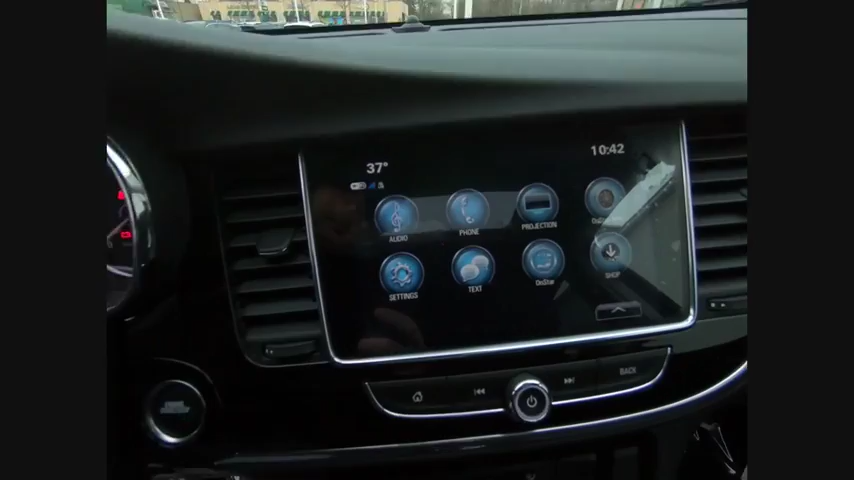 37°
10:42
AUDIO
PHONE
PROJECTION
SETTINGS
TEXT
OnStar
SHOP
BACK